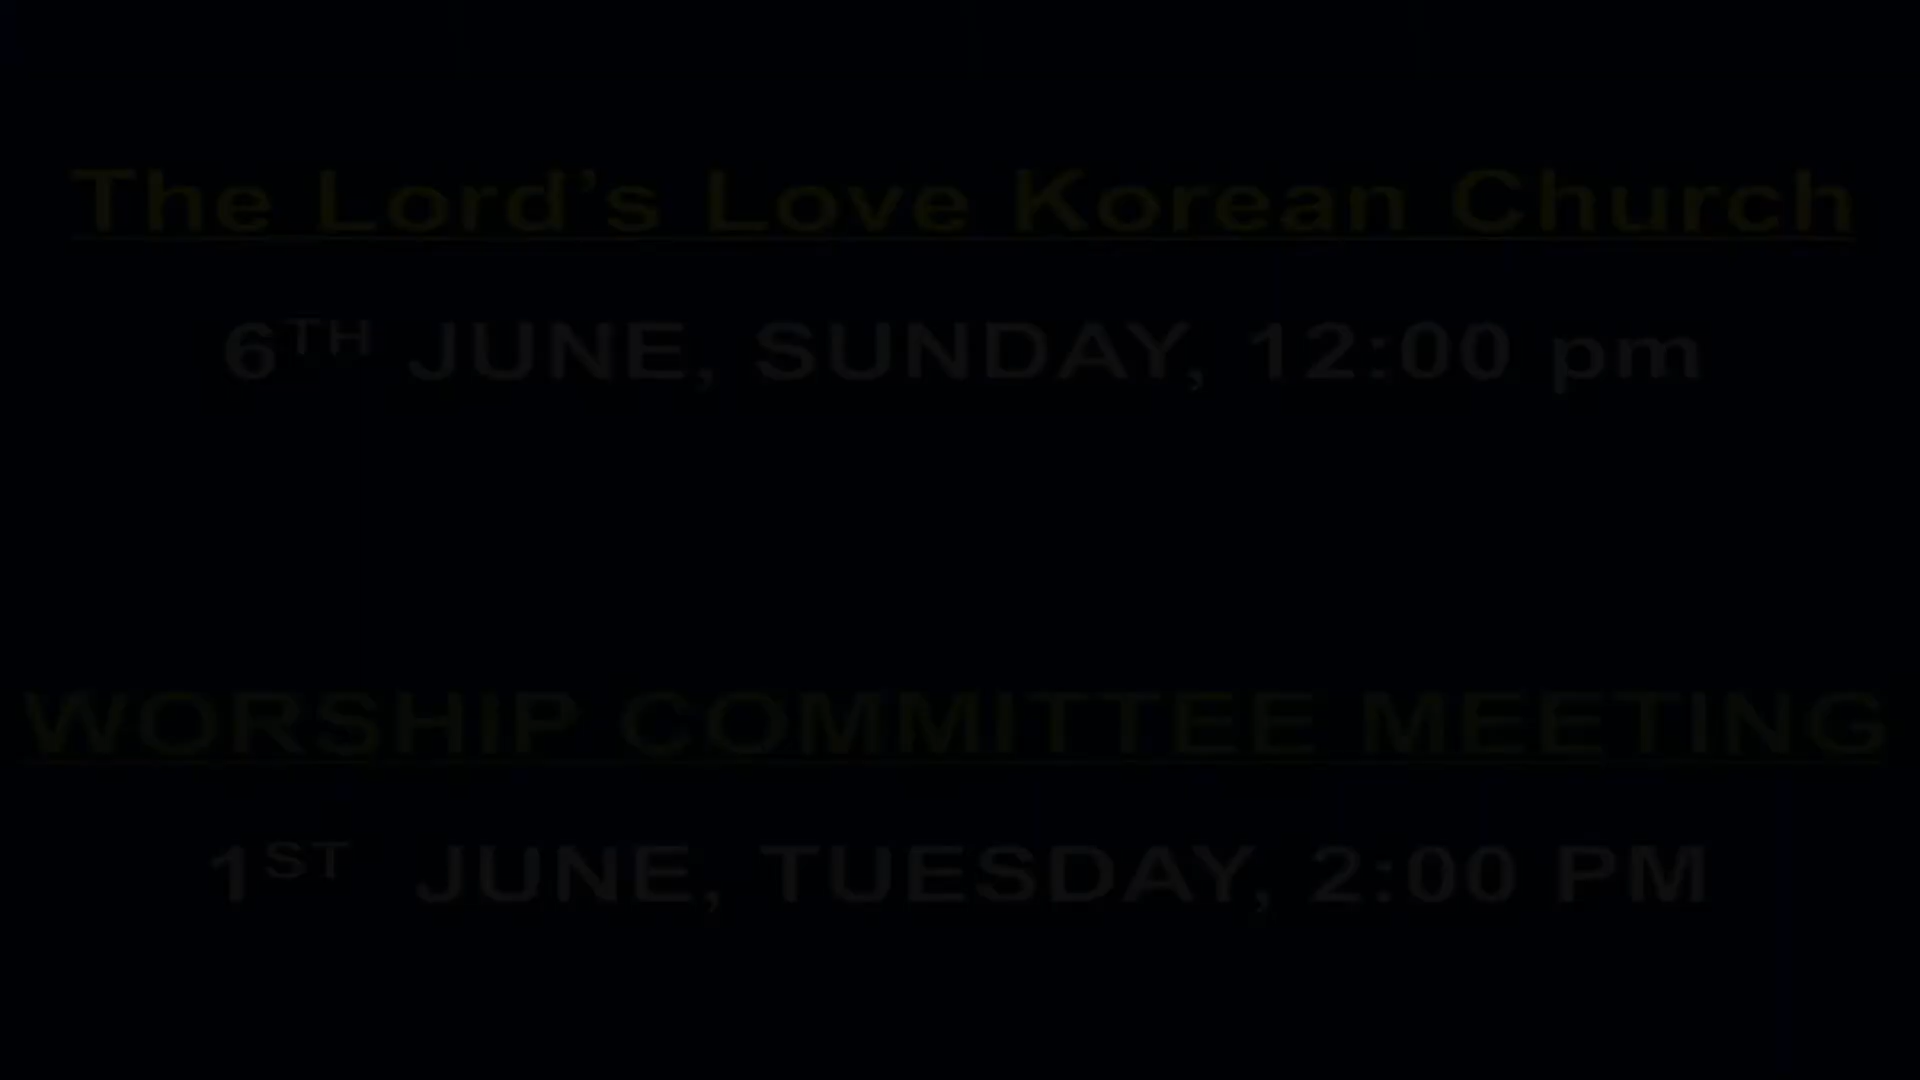 The Lord’s Love Korean Church
6TH JUNE, SUNDAY, 12:00 pm
WORSHIP COMMITTEE MEETING
1ST JUNE, TUESDAY, 2:00 PM